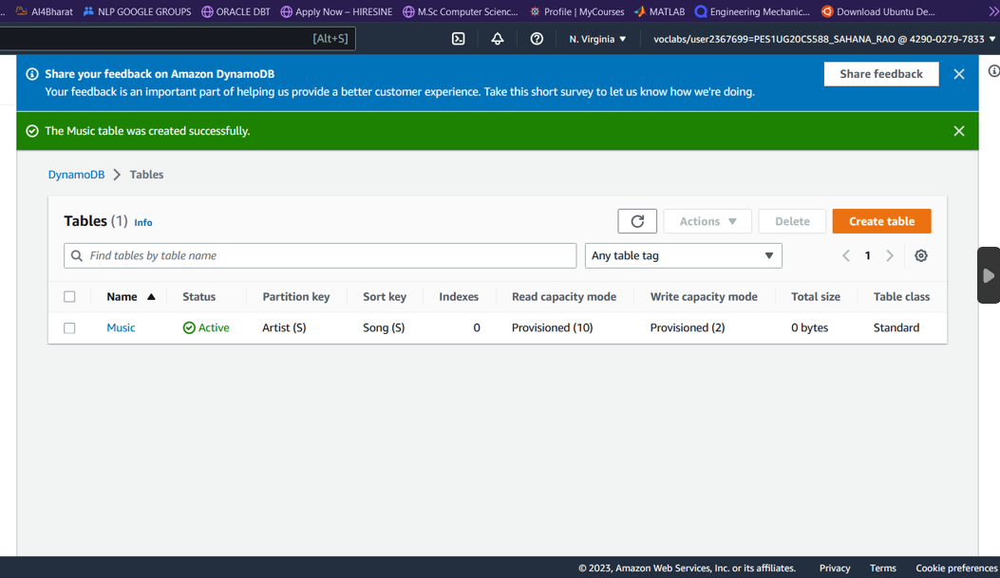 .. AI4Bharat NLP GOOGLE GROUPS ORACLE DBT Apply Now – HIRESINE M.Sc Computer Scienc... Profile | MyCourses MATLAB Engineering Mechanic... Download Ubuntu De...
[Alt+S] N. Virginia voclabs/user2367699=PES1UG20CS588_SAHANA_RAO @ 4290-0279-7833
Share your feedback on Amazon DynamoDB
Your feedback is an important part of helping us provide a better customer experience. Take this short survey to let us know how we're doing.
Share feedback
The Music table was created successfully.
DynamoDB > Tables
Tables (1) Info Actions Delete Create table
Find tables by table name Any table tag 1
Name Status Partition key Sort key Indexes Read capacity mode Write capacity mode Total size Table class
Music Active Artist (S) Song (S) 0 Provisioned (10) Provisioned (2) 0 bytes Standard
© 2023, Amazon Web Services, Inc. or its affiliates. Privacy Terms Cookie preferences